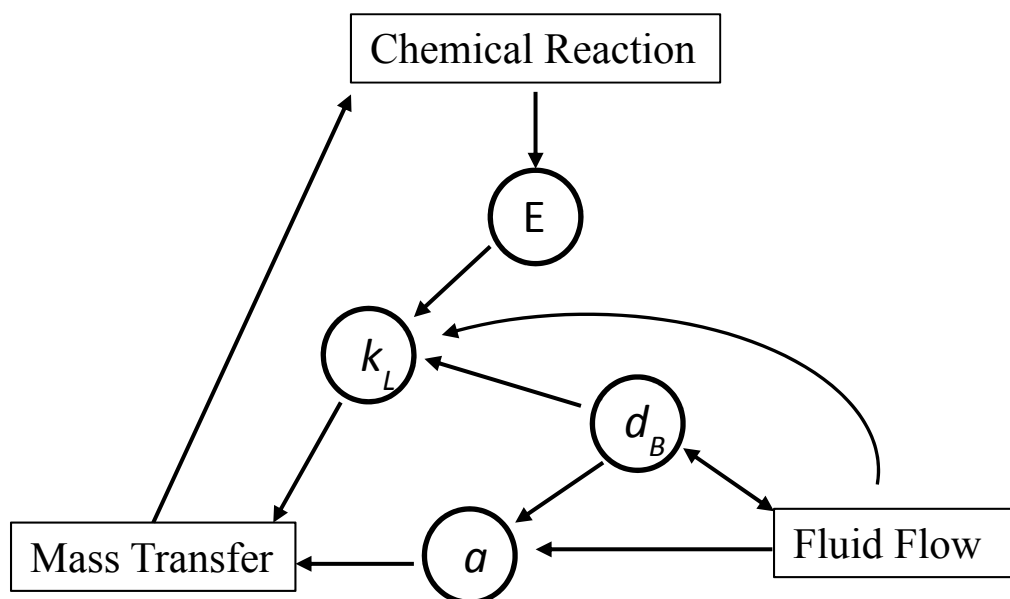 Chemical Reaction
E
k_L
d_B
Mass Transfer
a
Fluid Flow